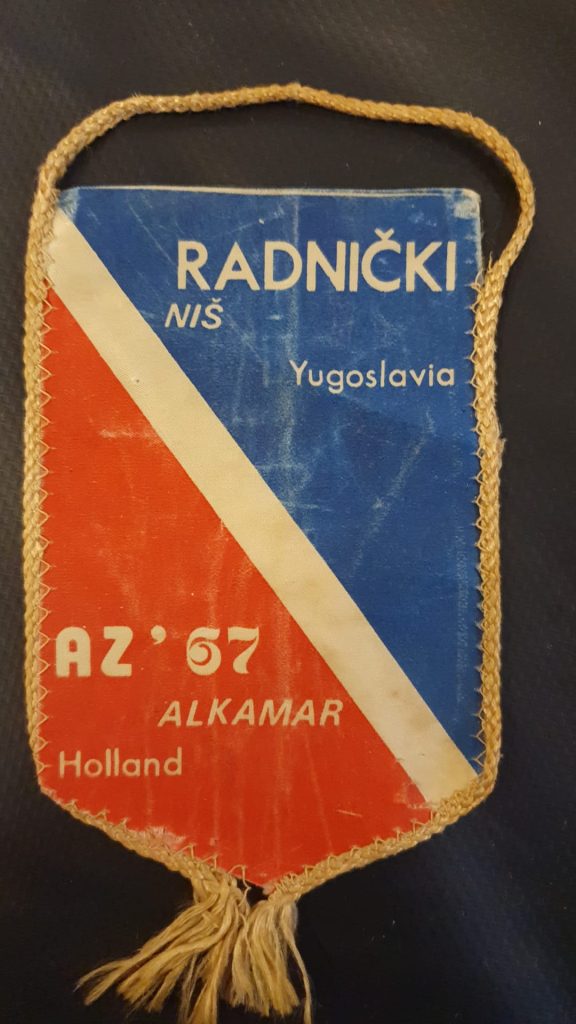 RADNIČKI
NIŠ
Yugoslavia
AZ'67
ALKAMAR
Holland